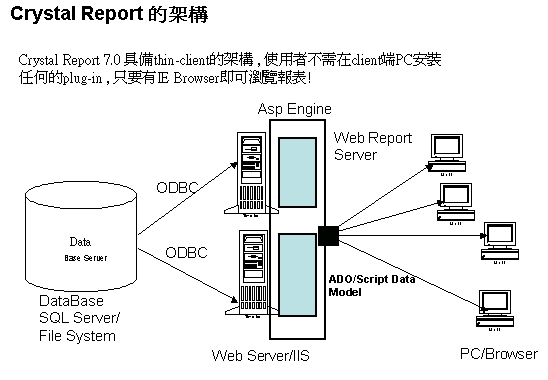 Crystal Report 的架構
Crystal Report 7.0 具備thin-client的架構 , 使用者不需在client端PC安裝
任何的plug-in , 只要有IE Browser即可瀏覽報表!
Asp Engine
Web Report
Server
ODBC
ODBC
Data
Base Server
ADO/Script Data
Model
DataBase
SQL Server/
File System
Web Server/IIS
PC/Browser